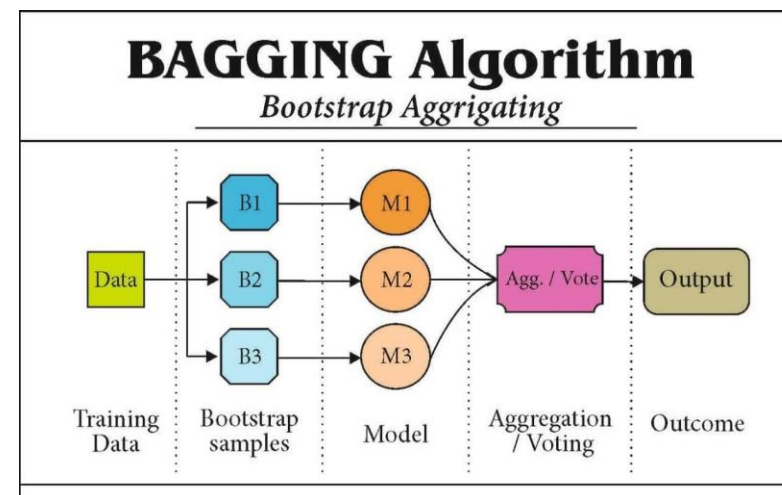 BAGGING Algorithm
Bootstrap Aggrigating
B1
M1
Data
B2
M2
Agg. / Vote
Output
B3
M3
Training
Data
Bootstrap
samples
Model
Aggregation
/ Voting
Outcome